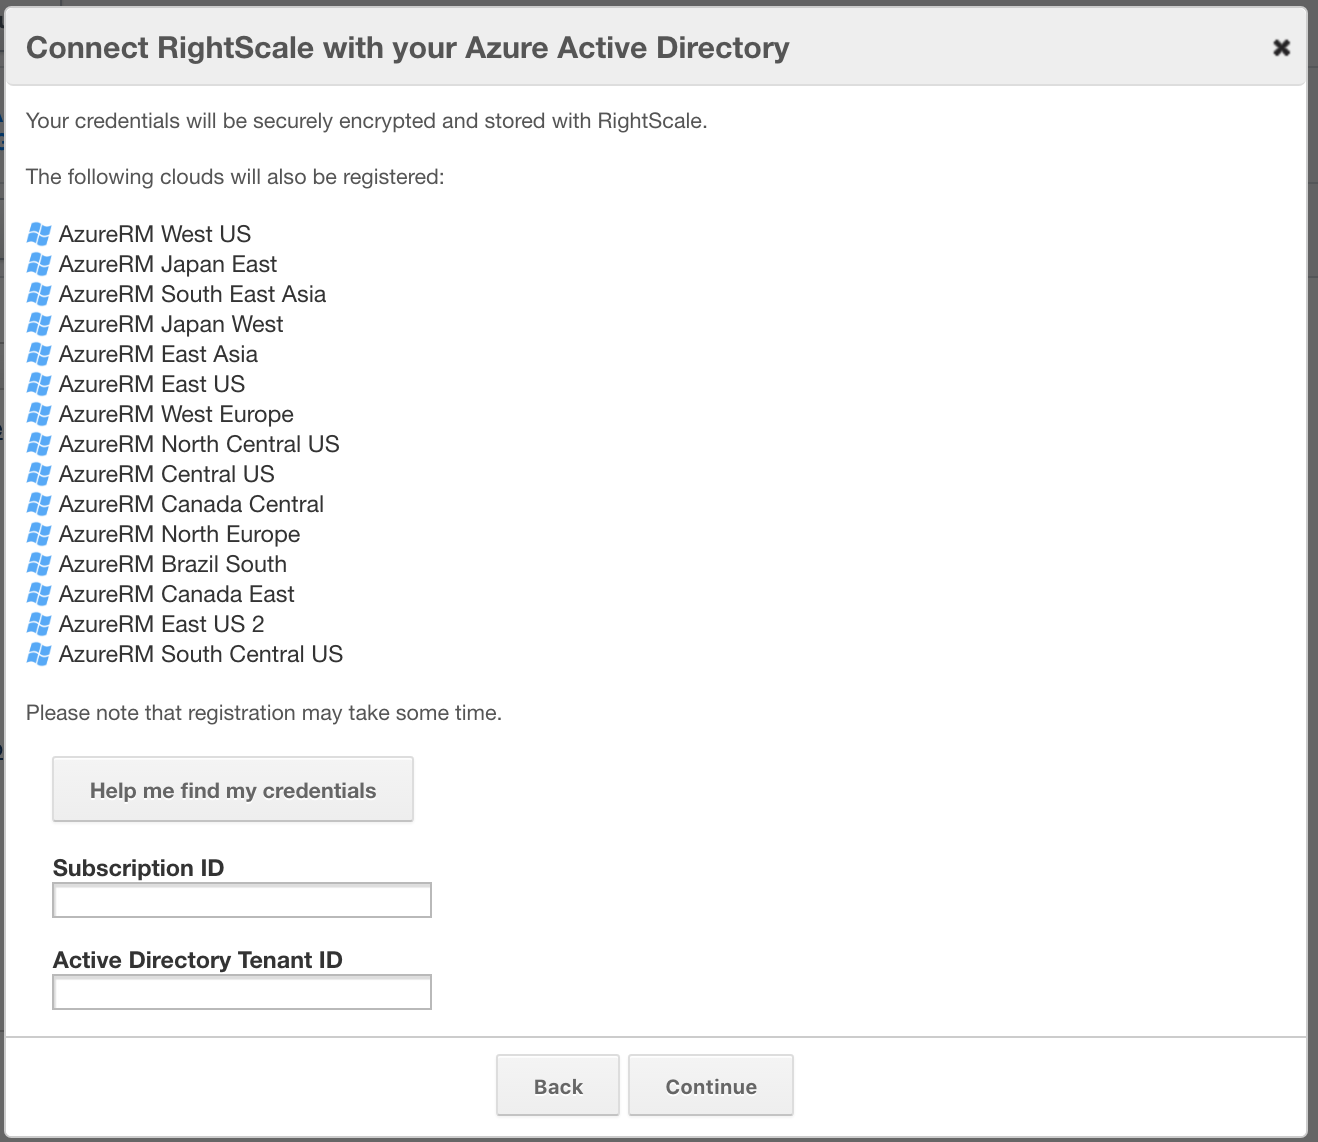 Connect RightScale with your Azure Active Directory
Your credentials will be securely encrypted and stored with RightScale.
The following clouds will also be registered:
AzureRM West US
AzureRM Japan East
AzureRM South East Asia
AzureRM Japan West
AzureRM East Asia
AzureRM East US
AzureRM West Europe
AzureRM North Central US
AzureRM Central US
AzureRM Canada Central
AzureRM North Europe
AzureRM Brazil South
AzureRM Canada East
AzureRM East US 2
AzureRM South Central US
Please note that registration may take some time.
Help me find my credentials
Subscription ID
Active Directory Tenant ID
Back Continue